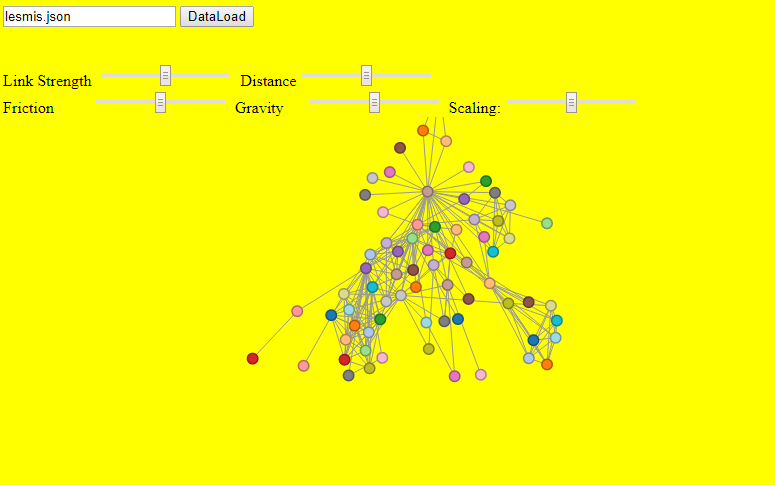 lesmis.json DataLoad
Link Strength Distance
Friction Gravity Scaling: